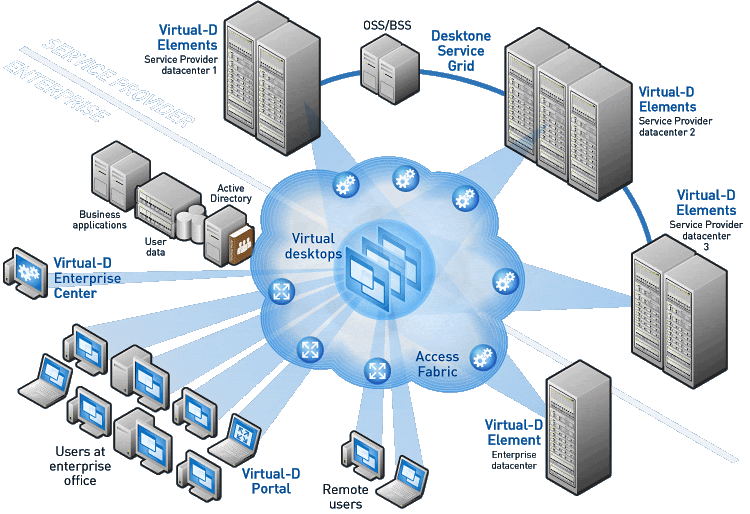 Virtual-D
Elements
Service Provider
datacenter 1
OSS/BSS
Desktone
Service
Grid
Virtual-D
Elements
Service Provider
datacenter 2
SERVICE PROVIDER
ENTERPRISE
Virtual-D
Elements
Service Provider
datacenter
3
Business
applications
User
data
Active
Directory
Virtual
desktops
Virtual-D
Enterprise
Center
Access
Fabric
Virtual-D
Element
Enterprise
datacenter
Users at
enterprise
office
Virtual-D
Portal
Remote
users